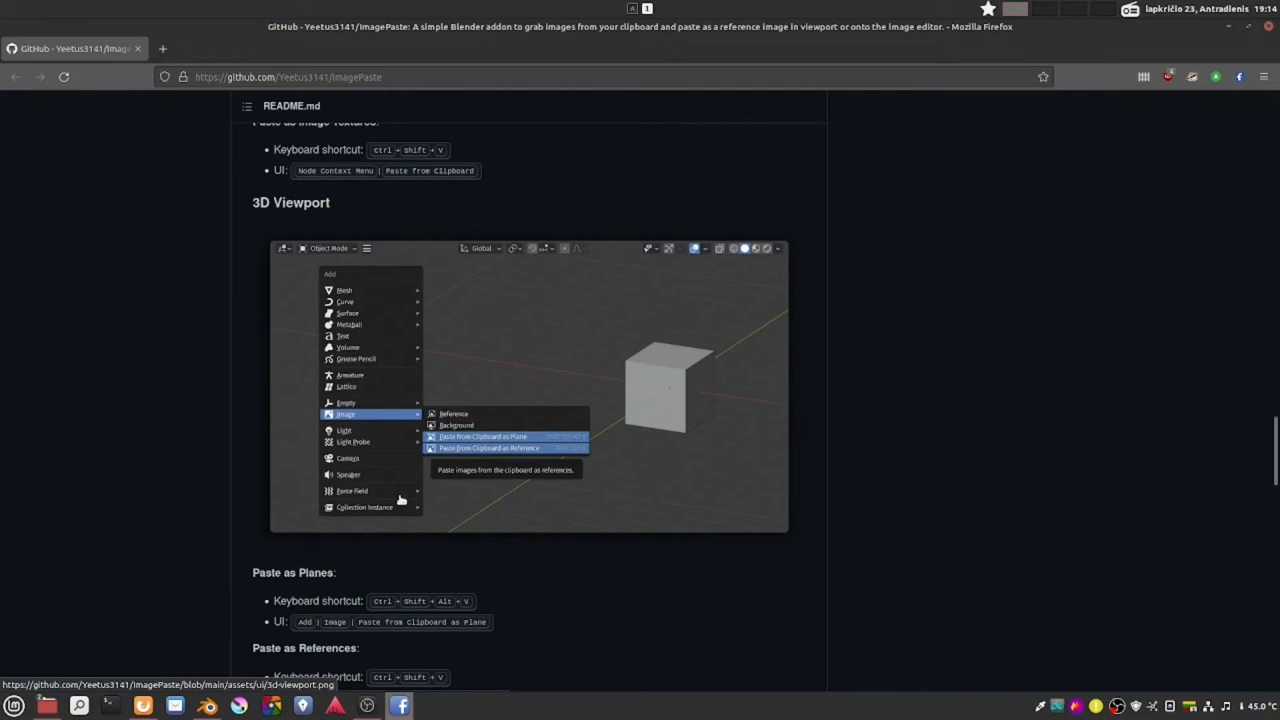 A 1
lapkričio 23, Antradlenis 19:14
GitHub - Yeetus3141/ImagePaste: A simple Blender addon to grab images from your clipboard and paste as a reference image in viewport or onto the image editor. - Mozilla Firefox
GitHub - Yeetus3141/Image
https://github.com/Yeetus3141/ImagePaste
README.md
Paste as Image Textures:
Keyboard shortcut: Ctrl + Shift + V
UI: Node Context Menu | Paste from Clipboard
3D Viewport
Object Mode
Global
Add
Mesh
Curve
Surface
Metaball
Text
Volume
Grease Pencil
Armature
Lattice
Empty
Image
Light
Light Probe
Camera
Speaker
Force Field
Collection Instance
Reference
Background
Paste from Clipboard as Plane
Paste from Clipboard as Reference
Paste images from the clipboard as references.
Paste as Planes:
Keyboard shortcut: Ctrl + Shift + Alt + V
UI: Add | Image | Paste from Clipboard as Plane
Paste as References:
Keyboard shortcut: Ctrl + Shift + V
https://github.com/Yeetus3141/ImagePaste/blob/main/assets/ui/3d-viewport.png
45.0°C